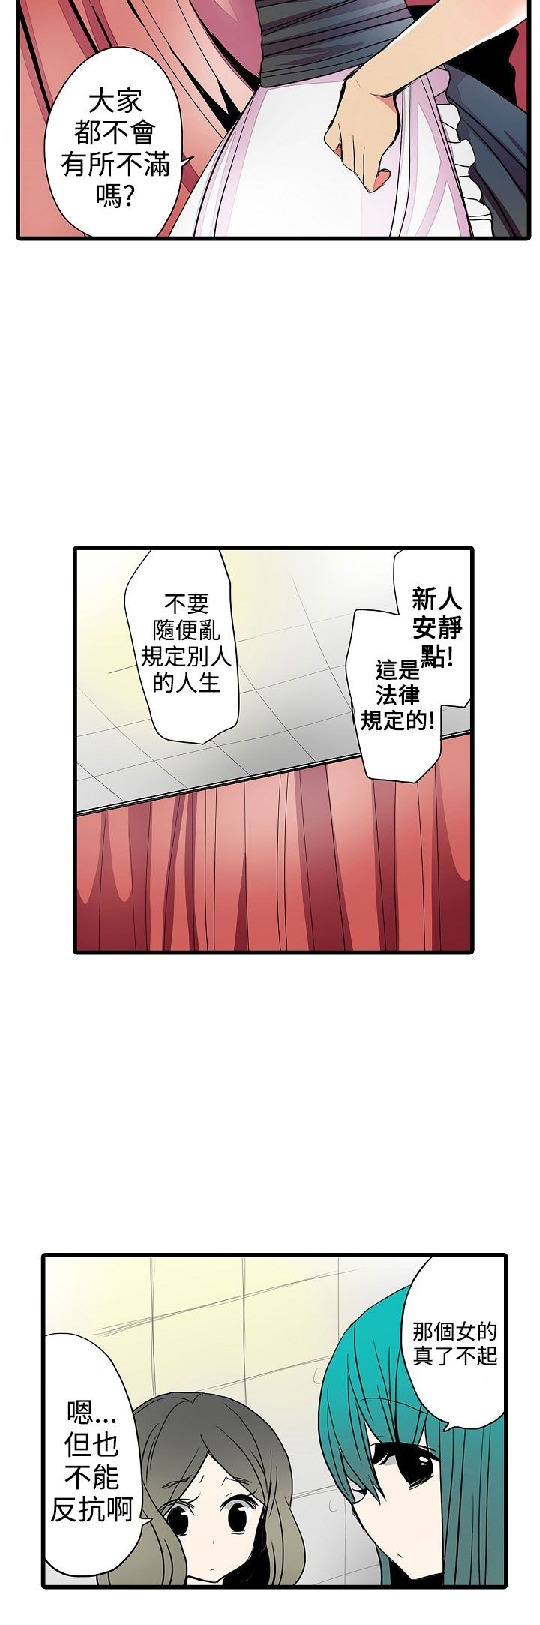 大家
都不會
有所不滿
嗎?
新人
安靜
點!
這是
法律
規定的!
不要
隨便亂
規定別人
的人生
那個女的
真了不起
嗯...
但也
不能
反抗啊